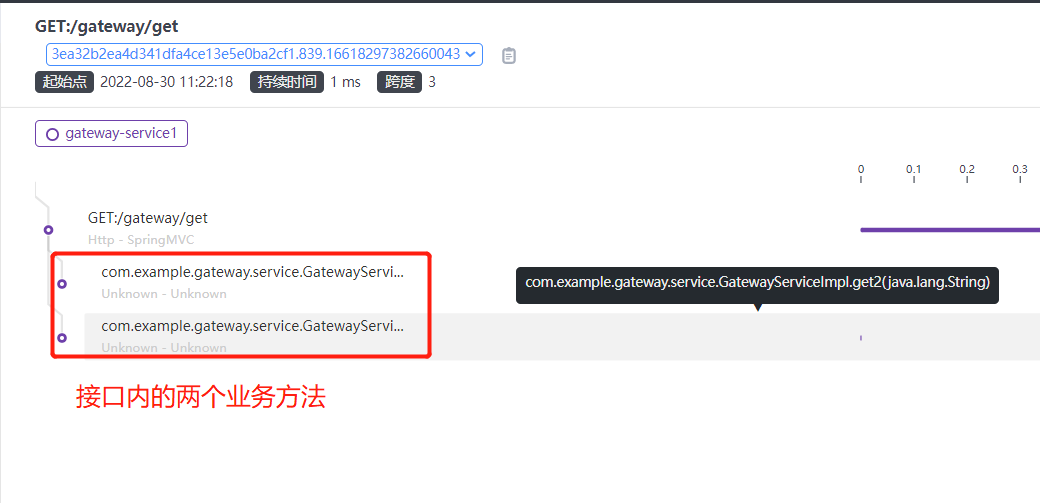 GET:/gateway/get
3ea32b2ea4d341dfa4ce13e5e0ba2cf1.839.16618297382660043
起始点 2022-08-30 11:22:18 持续时间 1 ms 跨度 3
gateway-service1
0 0.1 0.2 0.3
GET:/gateway/get
Http - SpringMVC
com.example.gateway.service.GatewayServi...
Unknown - Unknown
com.example.gateway.service.GatewayServiceImpl.get2(java.lang.String)
com.example.gateway.service.GatewayServi...
Unknown - Unknown
接口内的两个业务方法